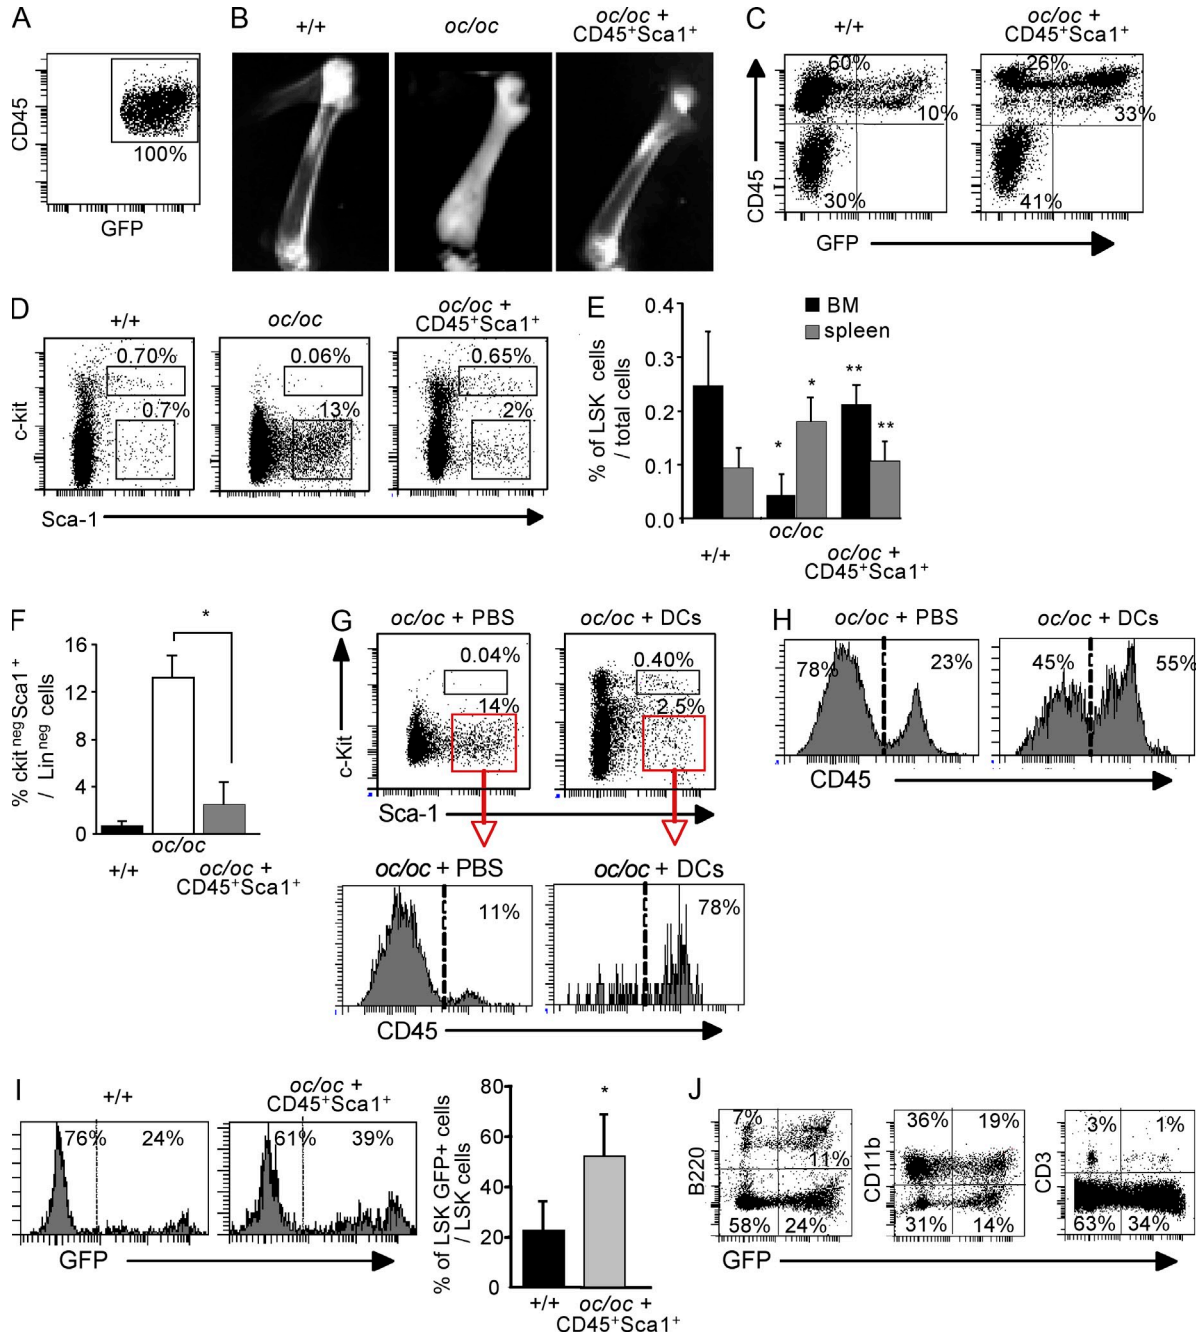 A
CD45
100%
GFP
B
+/+
oc/oc
oc/oc +
CD45+Sca1+
C
+/+
oc/oc +
CD45+Sca1+
60%
10%
30%
26%
33%
41%
CD45
GFP
D
+/+
oc/oc
oc/oc +
CD45+Sca1+
0.70%
0.7%
0.06%
13%
0.65%
2%
c-kit
Sca-1
E
% of LSK cells
/ total cells
0.4
0.3
0.2
0.1
0.0
BM
spleen
*
*
**
**
+/+
oc/oc
oc/oc +
CD45+Sca1+
F
% ckit neg Sca1+
/ Lin neg cells
16
12
8
4
0
*
+/+
oc/oc
oc/oc +
CD45+Sca1+
G
oc/oc + PBS
oc/oc + DCs
0.04%
14%
0.40%
2.5%
c-Kit
Sca-1
oc/oc + PBS
oc/oc + DCs
11%
78%
CD45
H
oc/oc + PBS
oc/oc + DCs
78%
23%
45%
55%
CD45
I
+/+
oc/oc +
CD45+Sca1+
76%
24%
61%
39%
GFP
% of LSK GFP+ cells
/ LSK cells
80
60
40
20
0
*
+/+
oc/oc +
CD45+Sca1+
J
B220
7%
11%
58%
24%
CD11b
36%
19%
31%
14%
CD3
3%
1%
63%
34%
GFP